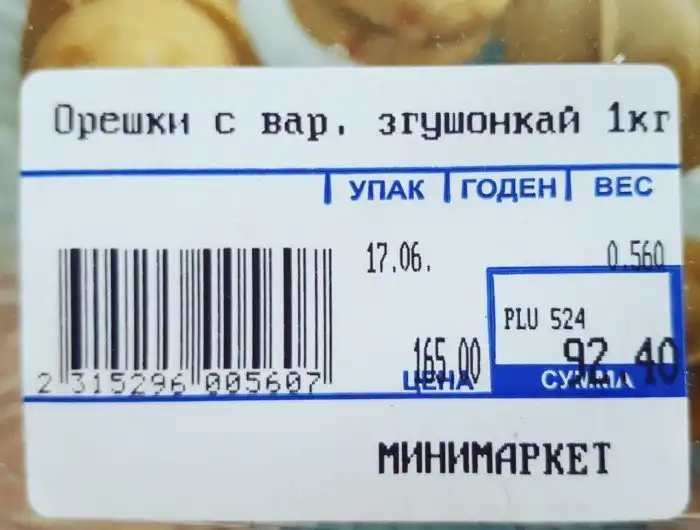 Орешки с вар. згушонкай 1кг
УПАК ГОДЕН ВЕС
17.06. 0.560
PLU 524
165.00 92.40
ЦЕНА СУММА
2 315296 005607
МИНИМАРКЕТ